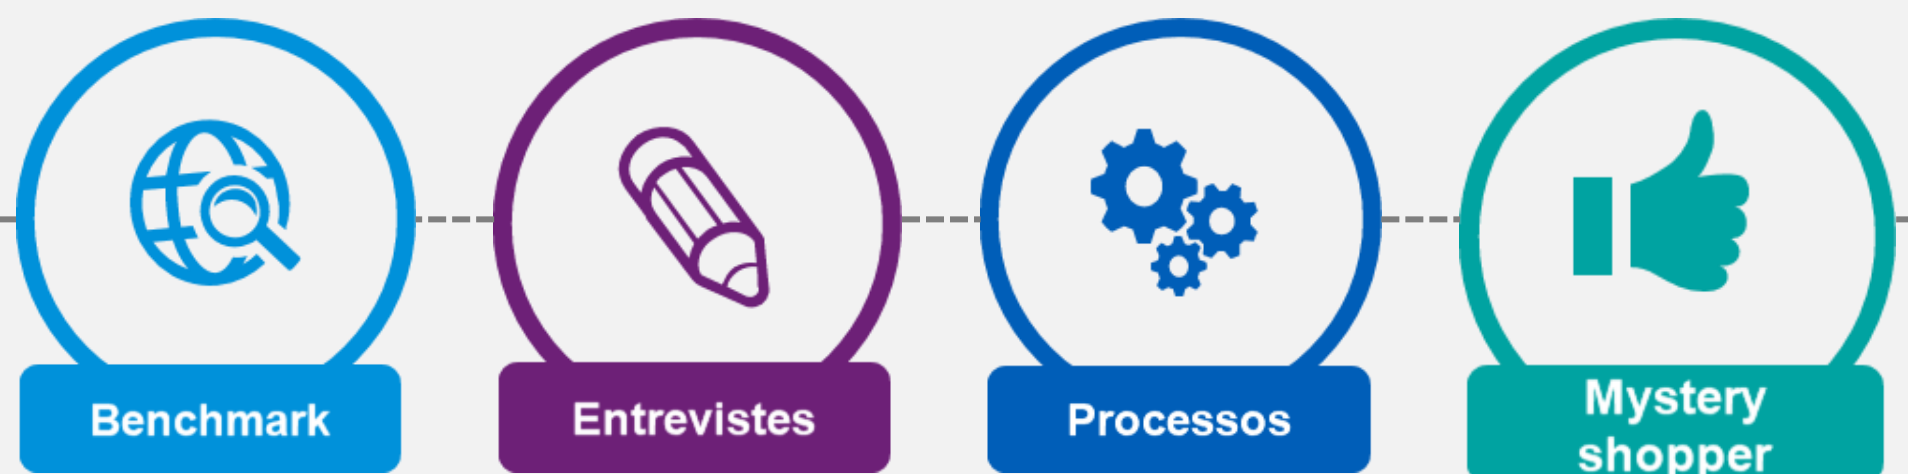 Benchmark
Entrevistes
Processos
Mystery
shopper